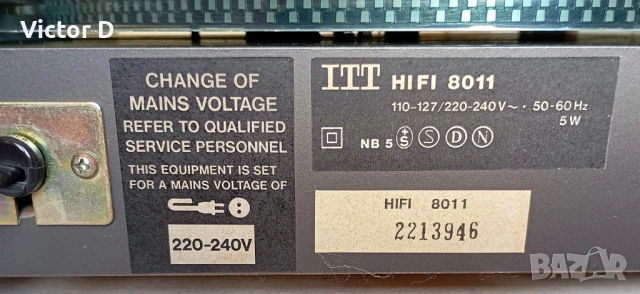 Victor D
CHANGE OF
MAINS VOLTAGE
REFER TO QUALIFIED
SERVICE PERSONNEL
THIS EQUIPMENT IS SET
FOR A MAINS VOLTAGE OF
220-240V
ITT HIFI 8011
110-127/220-240V~ · 50-60Hz
5W
NB 5 S S D N
HIFI 8011
2213946
BAZAR